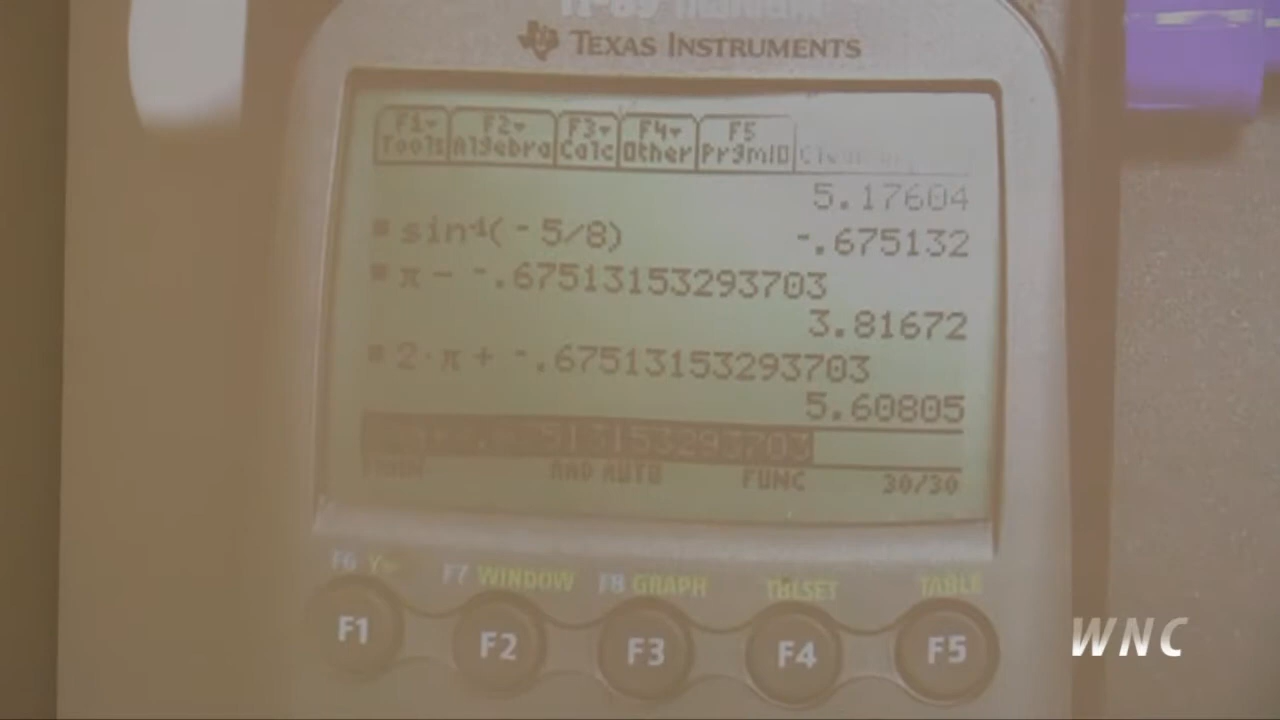 TEXAS INSTRUMENTS
F1▾ F2▾ F3▾ F4▾ F5
Tools Algebra Calc Other PrgmIO
5.17604
▪ sin⁻¹(⁻5/8) ⁻.675132
▪ π − ⁻.67513153293703
3.81672
▪ 2·π + ⁻.67513153293703
5.60805
RAD AUTO FUNC 30/30
F6 Y= F7 WINDOW F8 GRAPH TBLSET TABLE
F1 F2 F3 F4 F5
WNC